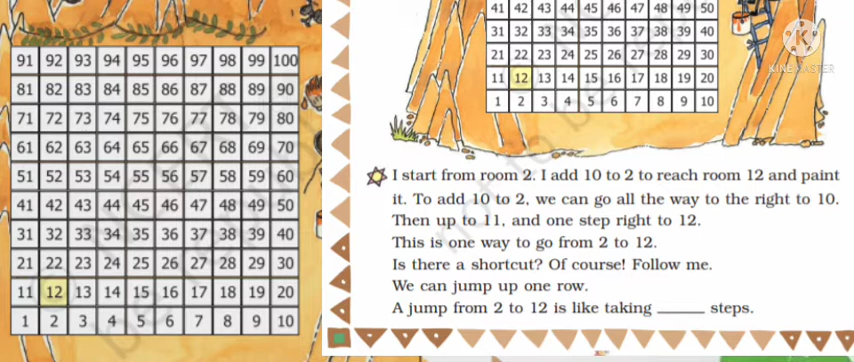 91 92 93 94 95 96 97 98 99 100
81 82 83 84 85 86 87 88 89 90
71 72 73 74 75 76 77 78 79 80
61 62 63 64 65 66 67 68 69 70
51 52 53 54 55 56 57 58 59 60
41 42 43 44 45 46 47 48 49 50
31 32 33 34 35 36 37 38 39 40
21 22 23 24 25 26 27 28 29 30
11 12 13 14 15 16 17 18 19 20
1 2 3 4 5 6 7 8 9 10
41 42 43 44 45 46 47 48 49 50
31 32 33 34 35 36 37 38 39 40
21 22 23 24 25 26 27 28 29 30
11 12 13 14 15 16 17 18 19 20
1 2 3 4 5 6 7 8 9 10
KINEMASTER
I start from room 2. I add 10 to 2 to reach room 12 and paint
it. To add 10 to 2, we can go all the way to the right to 10.
Then up to 11, and one step right to 12.
This is one way to go from 2 to 12.
Is there a shortcut? Of course! Follow me.
We can jump up one row.
A jump from 2 to 12 is like taking ______ steps.